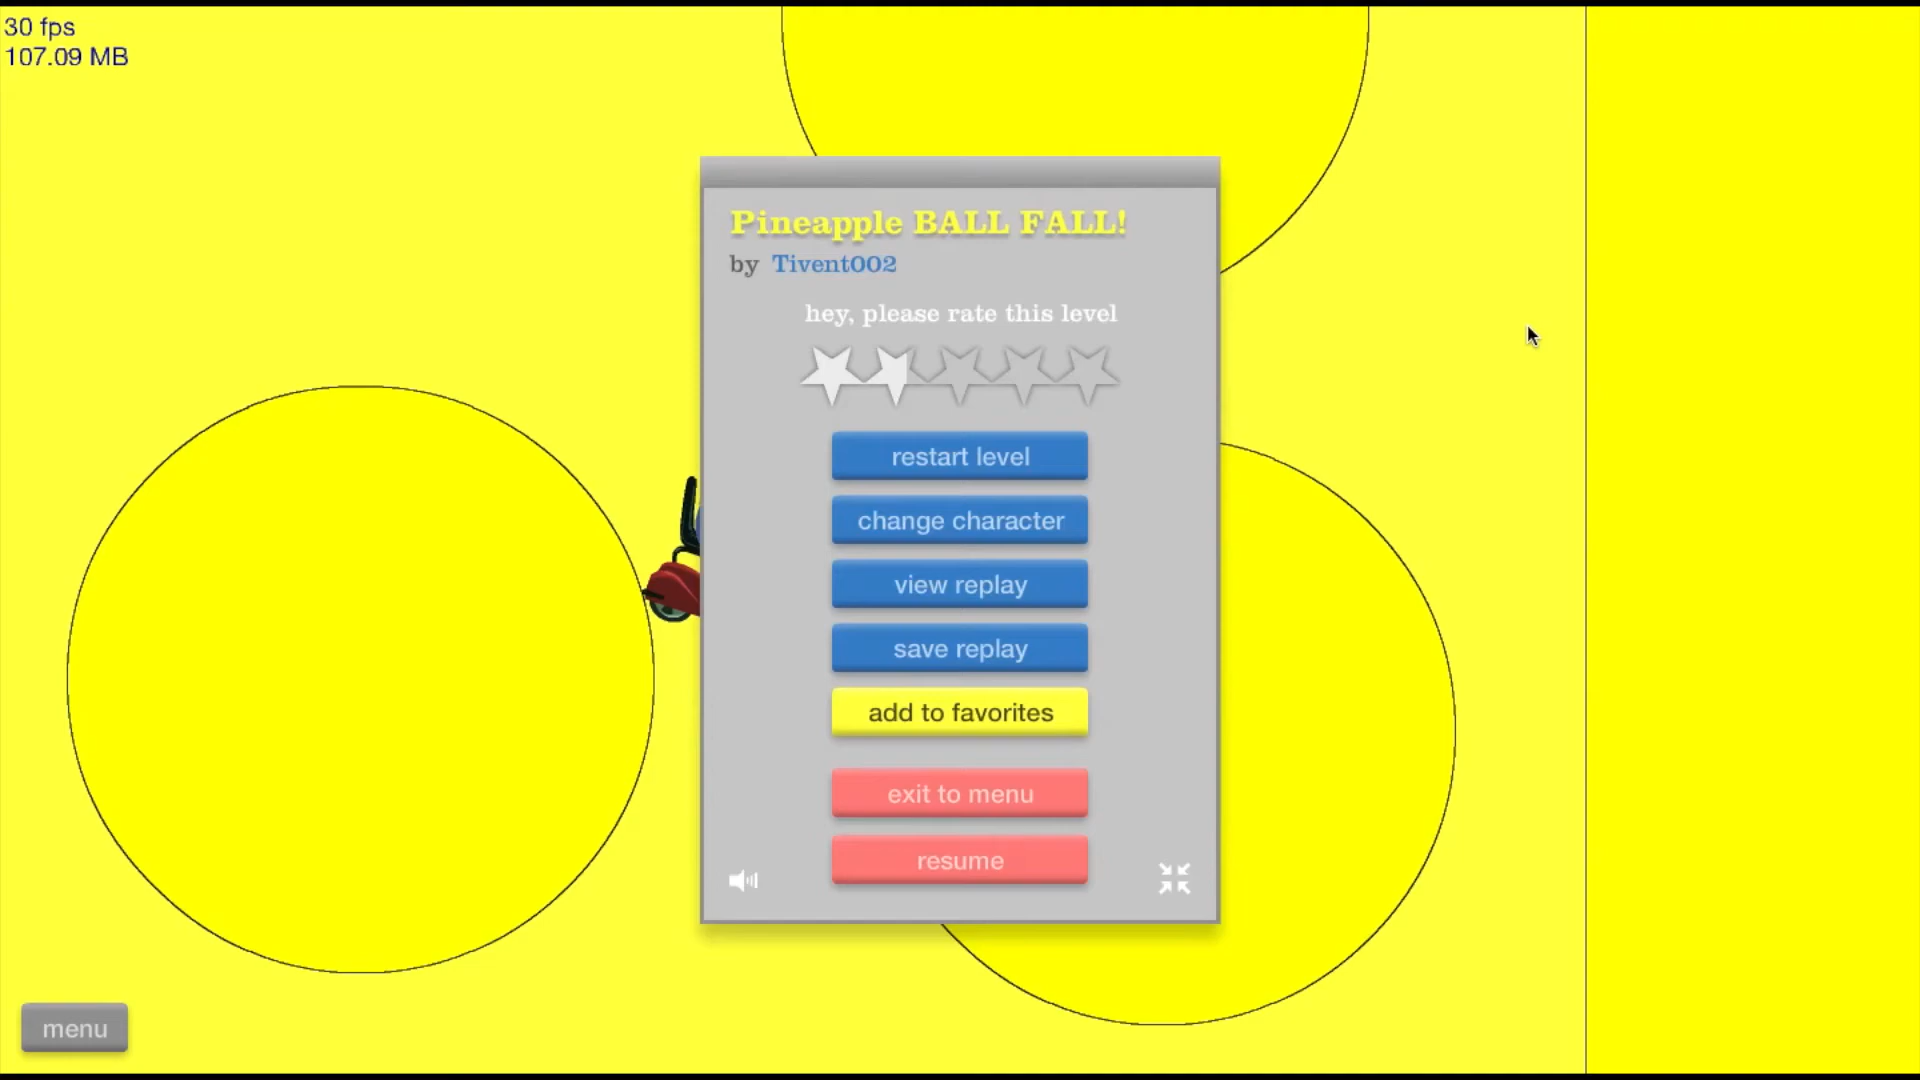 30 fps
107.09 MB
Pineapple BALL FALL!
by Tivent002
hey, please rate this level
restart level
change character
view replay
save replay
add to favorites
exit to menu
resume
menu